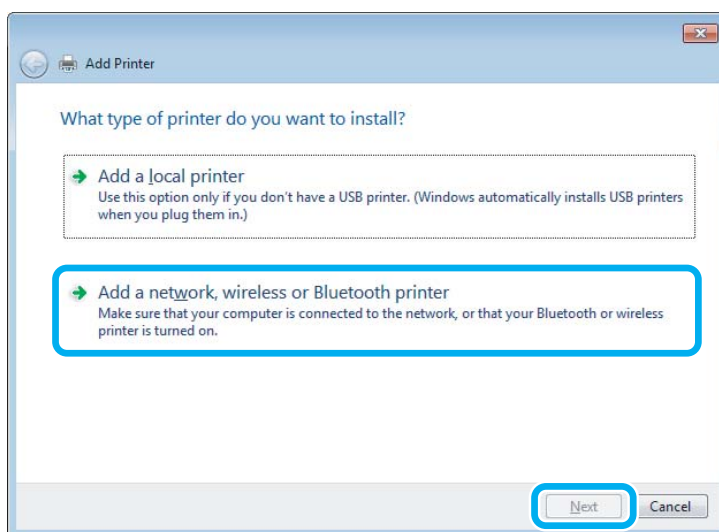 Add Printer
What type of printer do you want to install?
Add a local printer
Use this option only if you don't have a USB printer. (Windows automatically installs USB printers
when you plug them in.)
Add a network, wireless or Bluetooth printer
Make sure that your computer is connected to the network, or that your Bluetooth or wireless
printer is turned on.
Next
Cancel